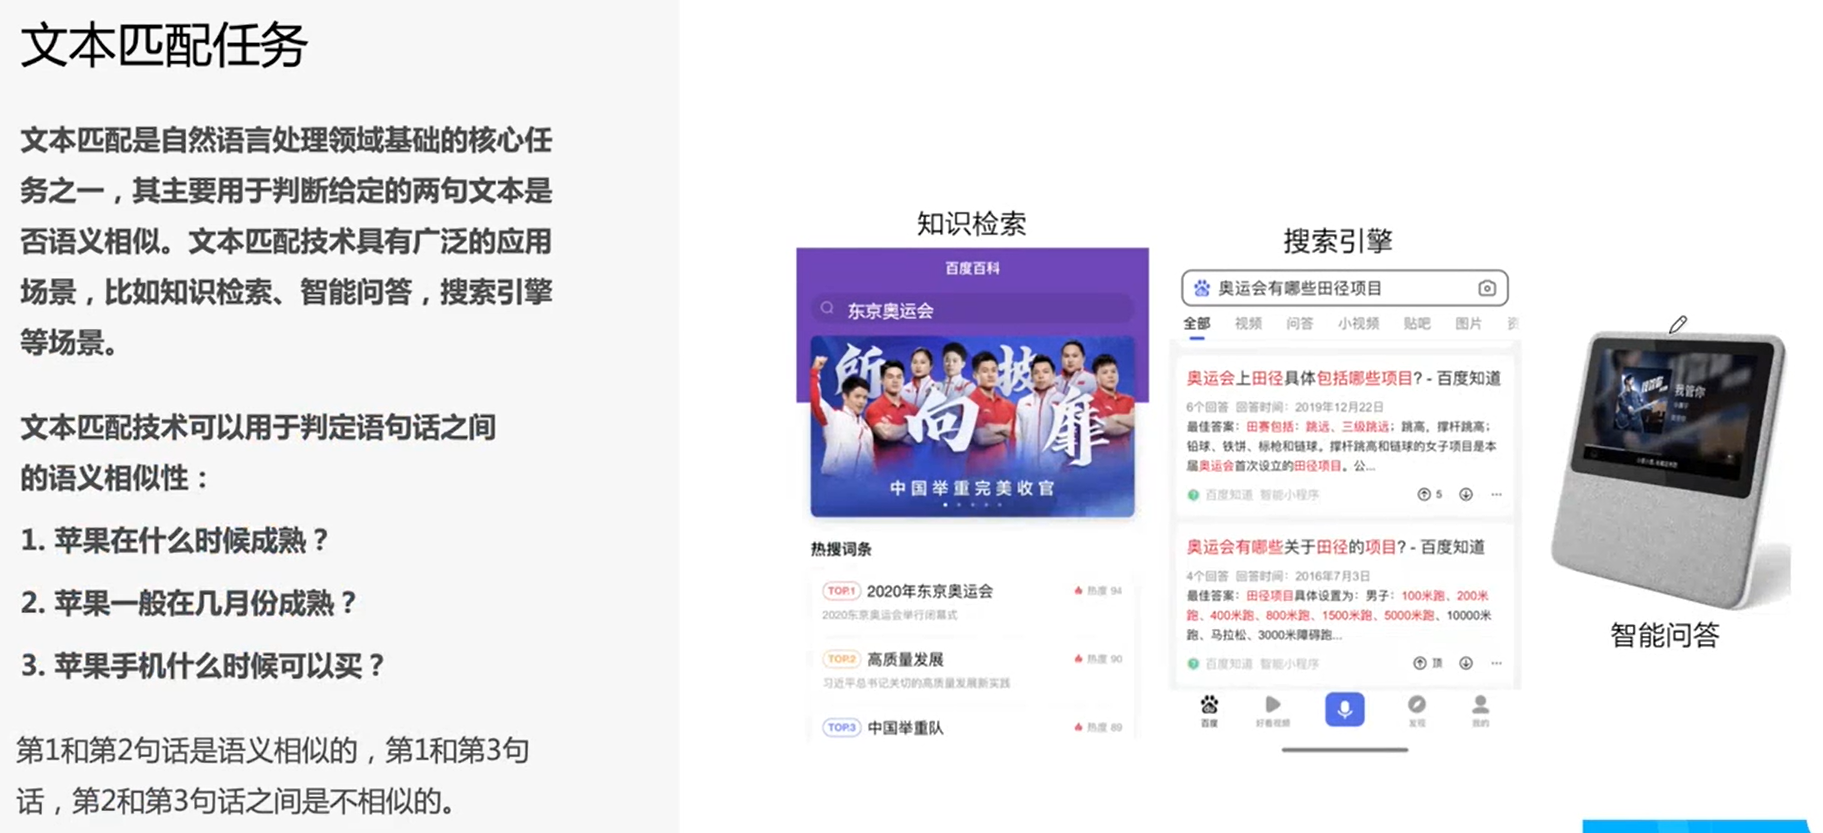 文本匹配任务
文本匹配是自然语言处理领域基础的核心任
务之一，其主要用于判断给定的两句文本是
否语义相似。文本匹配技术具有广泛的应用
场景，比如知识检索、智能问答，搜索引擎
等场景。
文本匹配技术可以用于判定语句话之间
的语义相似性：
1. 苹果在什么时候成熟？
2. 苹果一般在几月份成熟？
3. 苹果手机什么时候可以买？
第1和第2句话是语义相似的，第1和第3句
话，第2和第3句话之间是不相似的。
知识检索
百度百科
东京奥运会
所向披靡
中国举重完美收官
热搜词条
TOP.1 2020年东京奥运会 热度 94
2020东京奥运会举行闭幕式
TOP.2 高质量发展 热度 90
习近平总书记关切的高质量发展新实践
TOP.3 中国举重队 热度 89
搜索引擎
奥运会有哪些田径项目
全部 视频 问答 小视频 贴吧 图片
奥运会上田径具体包括哪些项目? - 百度知道
6个回答 回答时间：2019年12月22日
最佳答案：田赛包括：跳远、三级跳远；跳高，撑杆跳高；
铅球、铁饼、标枪和链球。撑杆跳高和链球的女子项目是本
届奥运会首次设立的田径项目。公...
百度知道 智能小程序 5
奥运会有哪些关于田径的项目? - 百度知道
4个回答 回答时间：2016年7月3日
最佳答案：田径项目具体设置为：男子：100米跑、200米
跑、400米跑、800米跑、1500米跑、5000米跑、10000米
跑、马拉松、3000米障碍跑...
百度知道 智能小程序 顶
百度 好看视频 发现 我的
我管你
智能问答